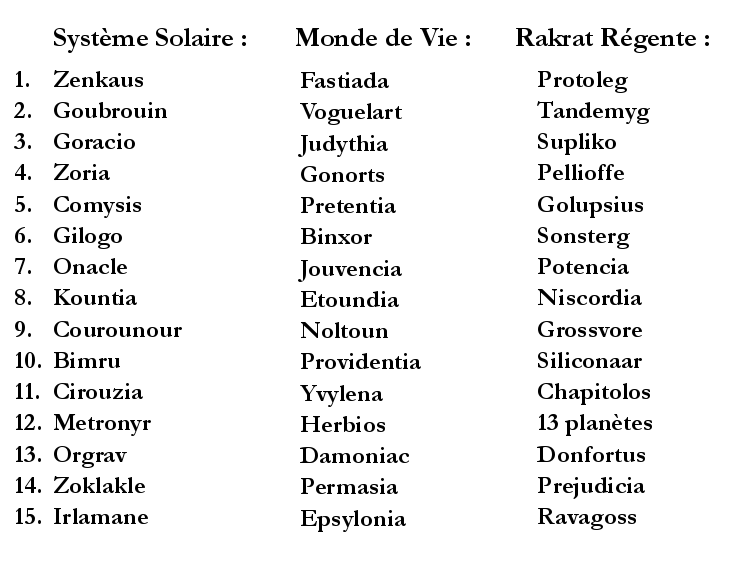 Système Solaire : Monde de Vie : Rakrat Régente :
1. Zenkaus Fastiada Protoleg
2. Goubrouin Voguelart Tandemyg
3. Goracio Judythia Supliko
4. Zoria Gonorts Pellioffe
5. Comysis Pretentia Golupsius
6. Gilogo Binxor Sonsterg
7. Onacle Jouvencia Potencia
8. Kountia Etoundia Niscordia
9. Courounour Noltoun Grossvore
10. Bimru Providentia Siliconaar
11. Cirouzia Yvylena Chapitolos
12. Metronyr Herbios 13 planètes
13. Orgrav Damoniac Donfortus
14. Zoklakle Permasia Prejudicia
15. Irlamane Epsylonia Ravagoss